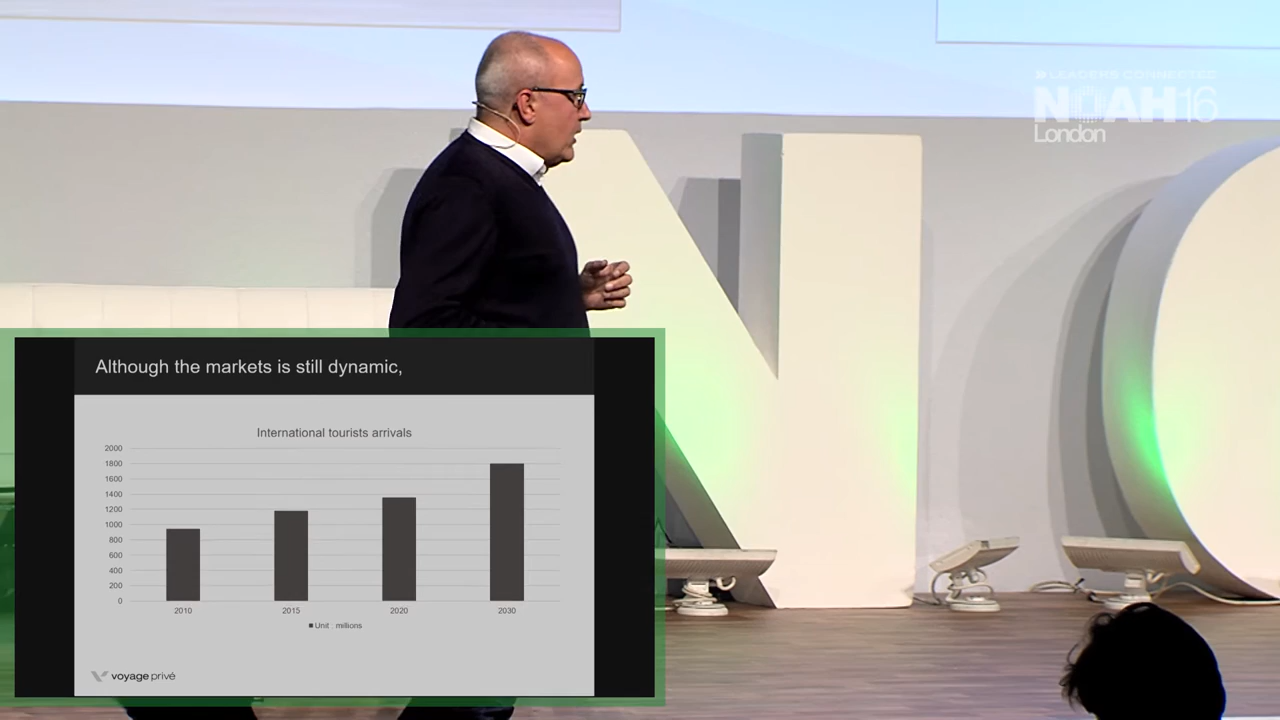 LEADERS CONNECTED
NOAH16
London
N
Although the markets is still dynamic,
International tourists arrivals
2000
1800
1600
1400
1200
1000
800
600
400
200
0
2010
2015
2020
2030
Unit : millions
voyage privé